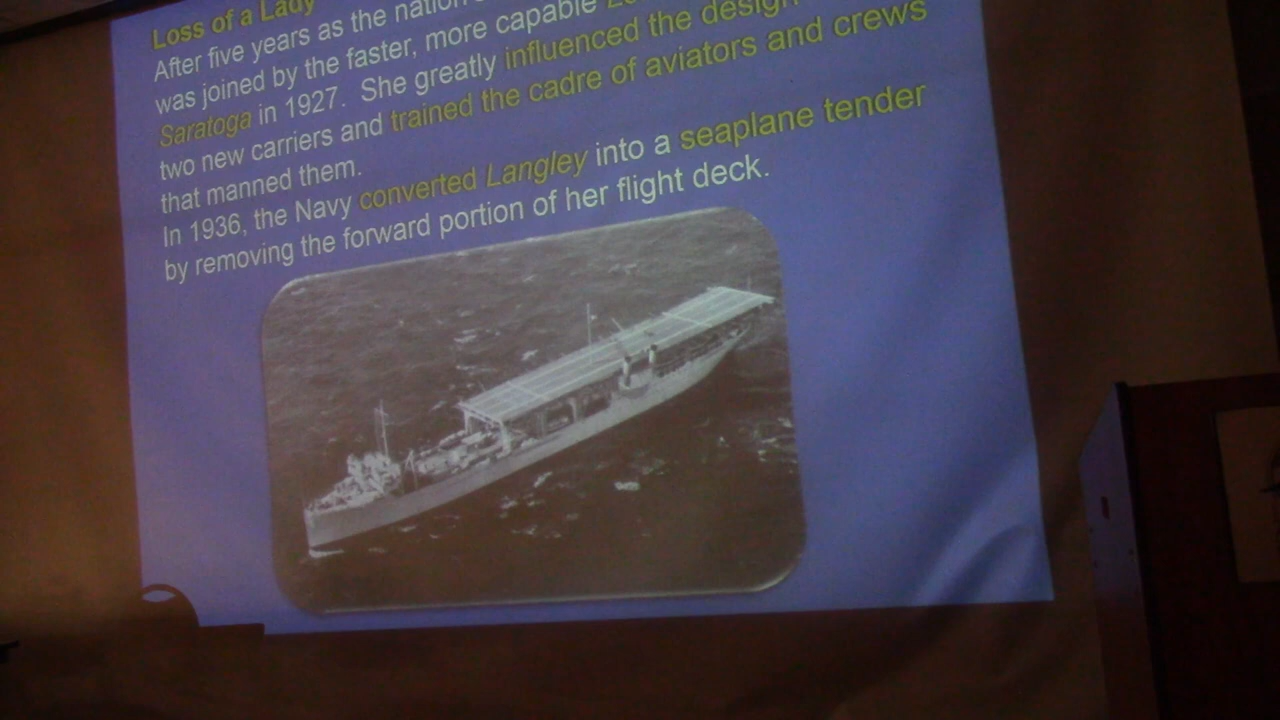 Loss of a Lady
After five years as the nation's
was joined by the faster, more capable
Saratoga in 1927. She greatly influenced the design
two new carriers and trained the cadre of aviators and crews
that manned them.
In 1936, the Navy converted Langley into a seaplane tender
by removing the forward portion of her flight deck.